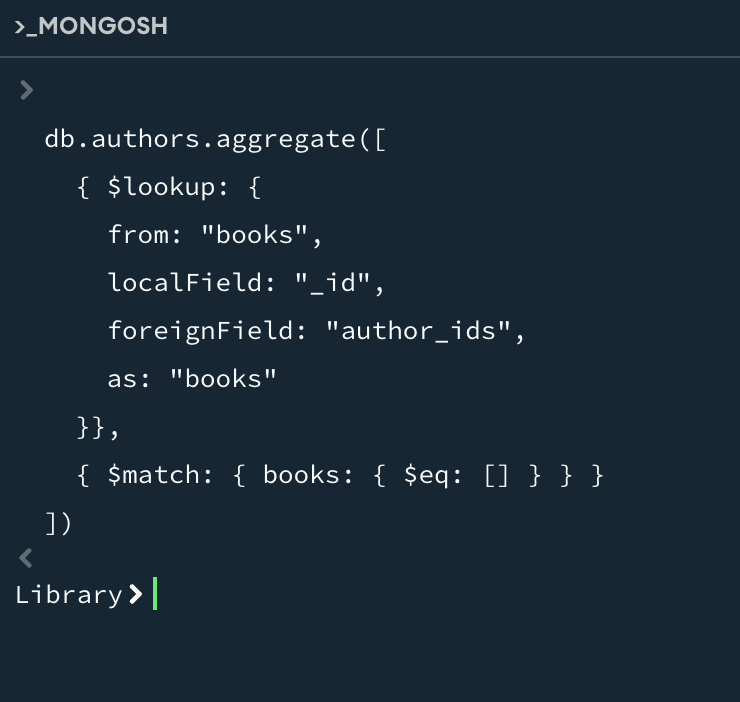 >_MONGOSH
>
db.authors.aggregate([
{ $lookup: {
from: "books",
localField: "_id",
foreignField: "author_ids",
as: "books"
}},
{ $match: { books: { $eq: [] } } }
])
<
Library>